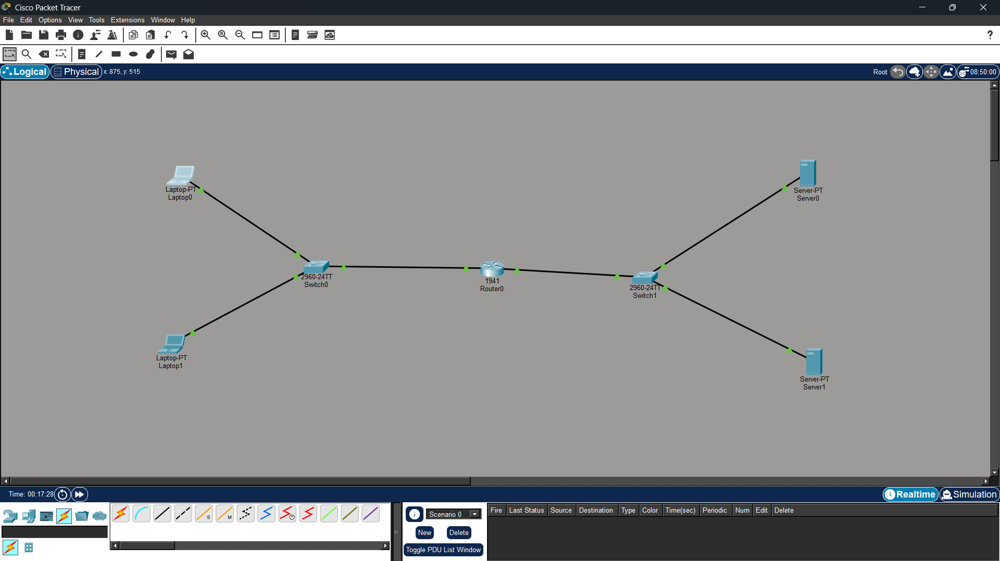 Cisco Packet Tracer
File Edit Options View Tools Extensions Window Help
?
Logical Physical x: 875, y: 515 Root 08:50:00
Laptop-PT
Laptop0
Server-PT
Server0
2960-24TT
Switch0
1941
Router0
2960-24TT
Switch1
Laptop-PT
Laptop1
Server-PT
Server1
Time: 00:17:28 Realtime Simulation
S M
Scenario 0
New Delete
Toggle PDU List Window
Fire Last Status Source Destination Type Color Time(sec) Periodic Num Edit Delete